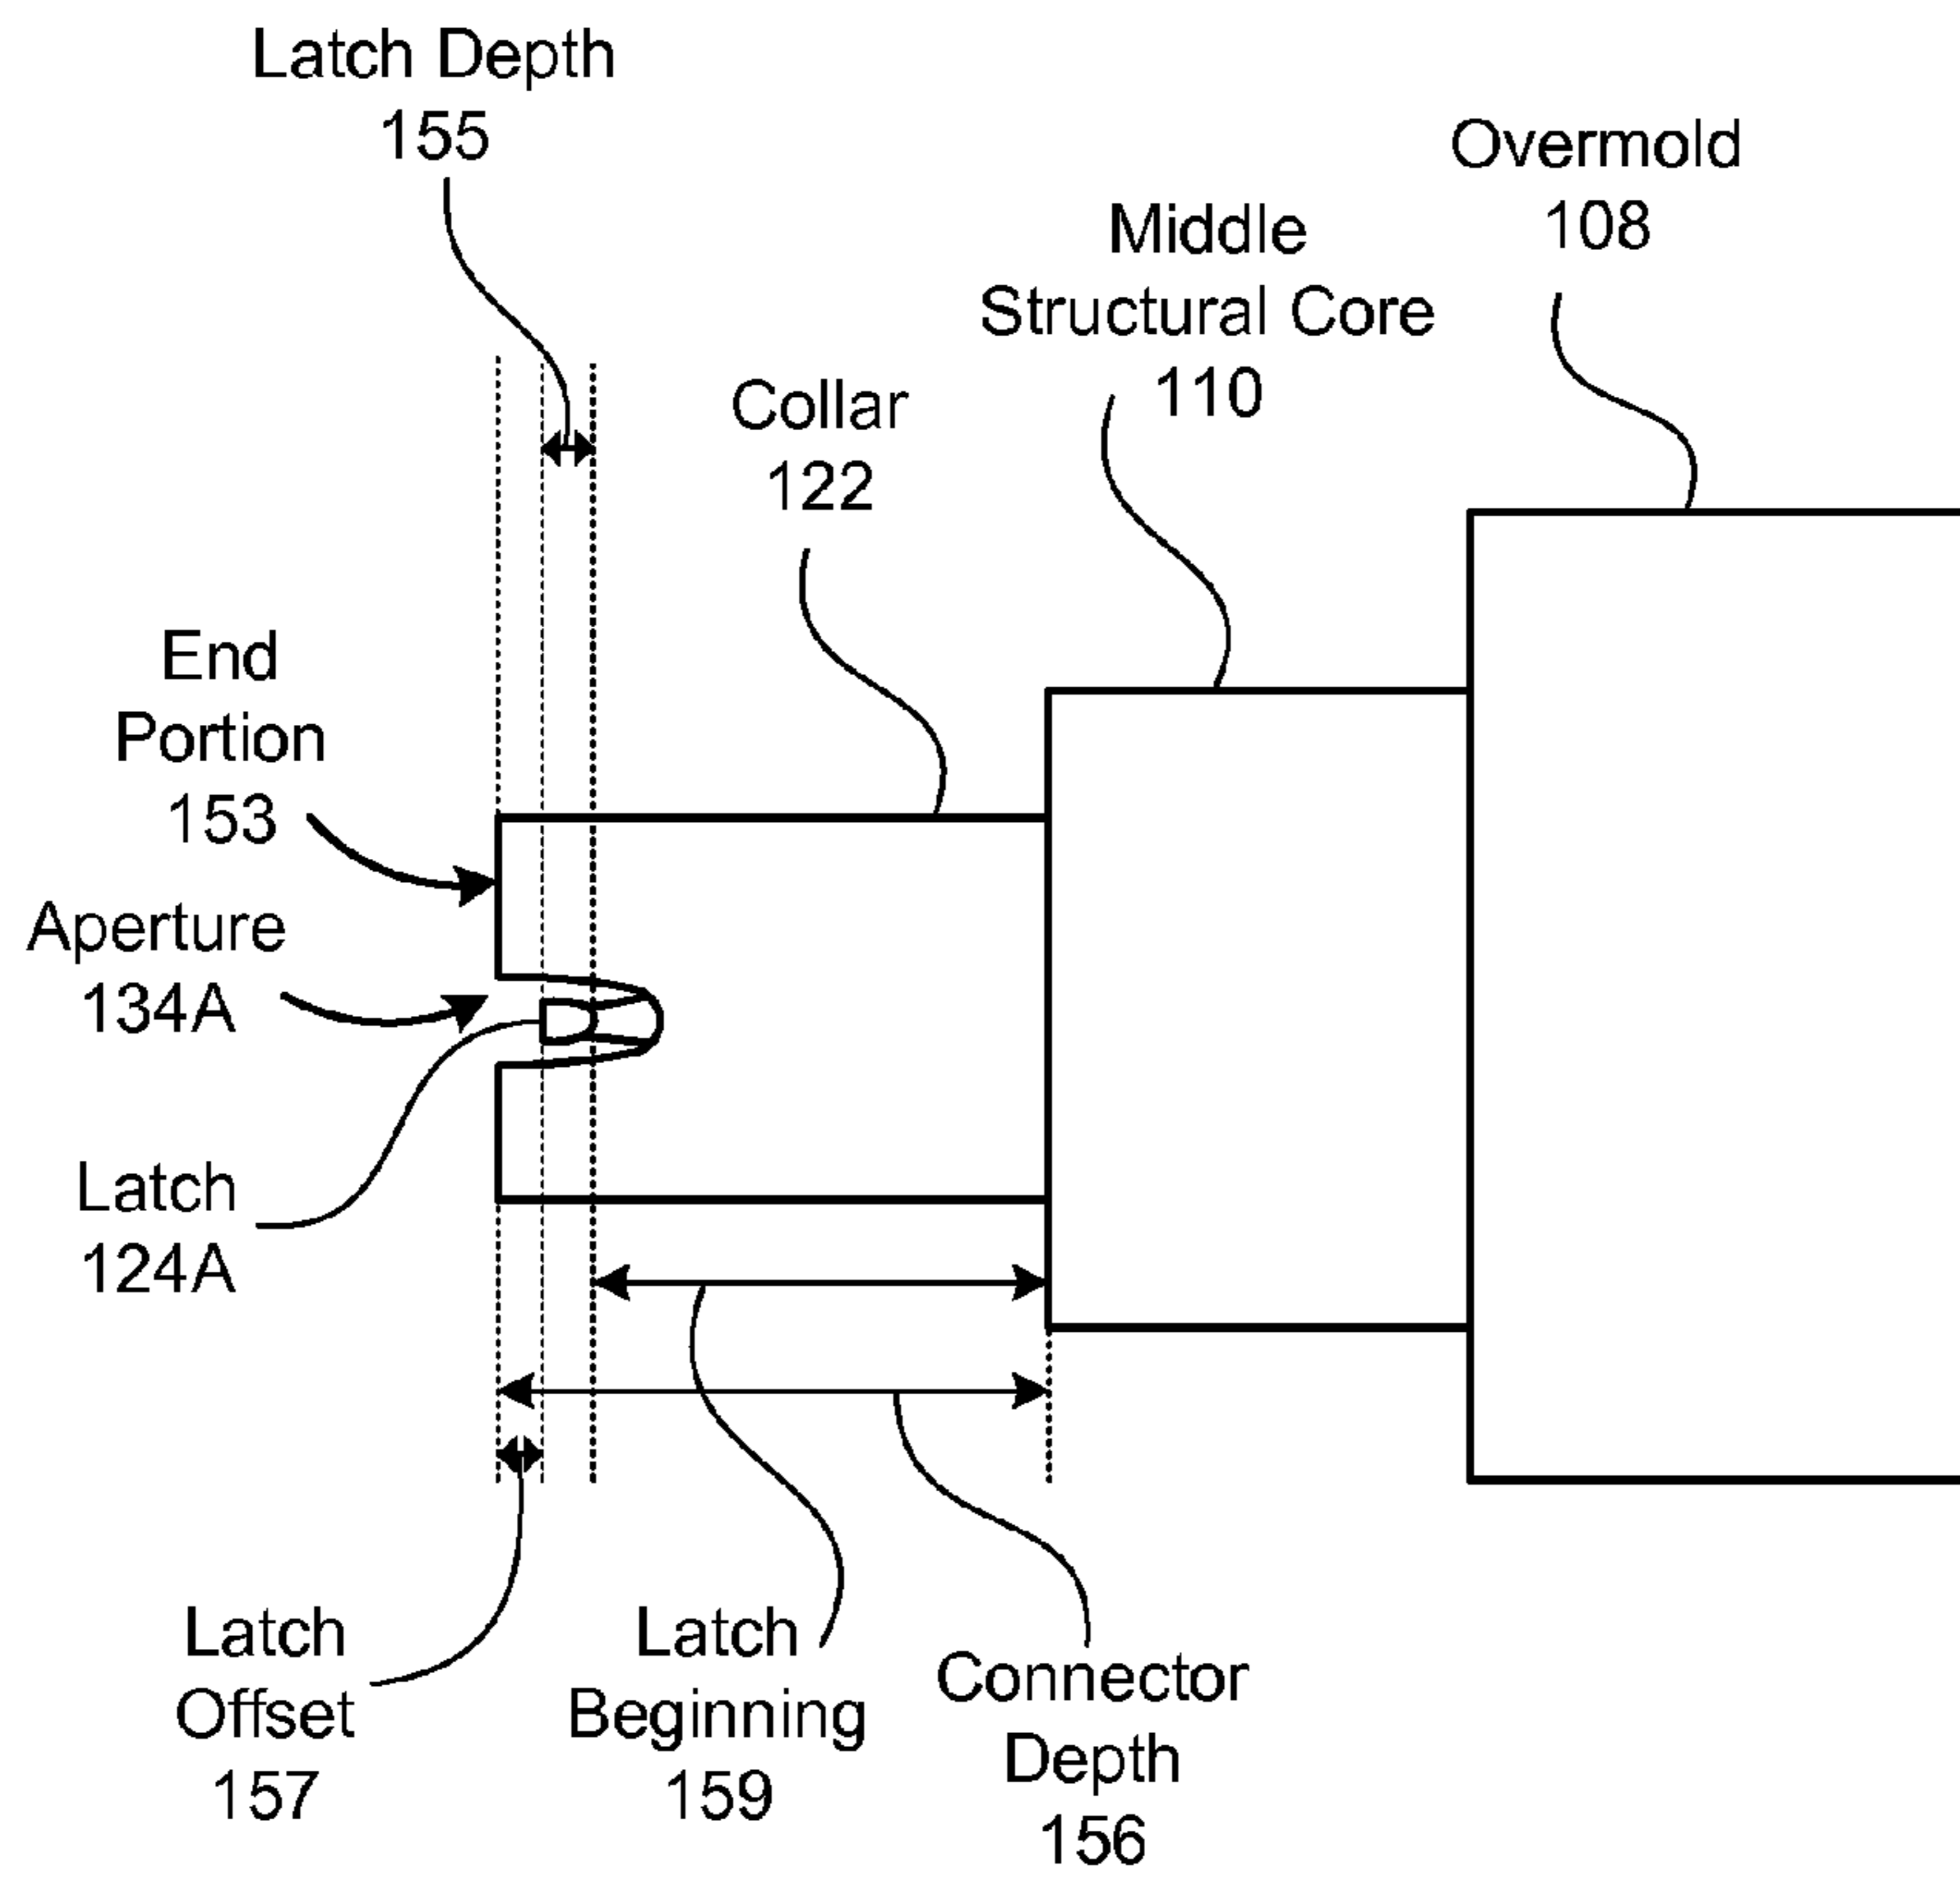 Latch Depth
155
Overmold
108
Middle
Structural Core
110
Collar
122
End
Portion
153
Aperture
134A
Latch
124A
Latch
Offset
157
Latch
Beginning
159
Connector
Depth
156